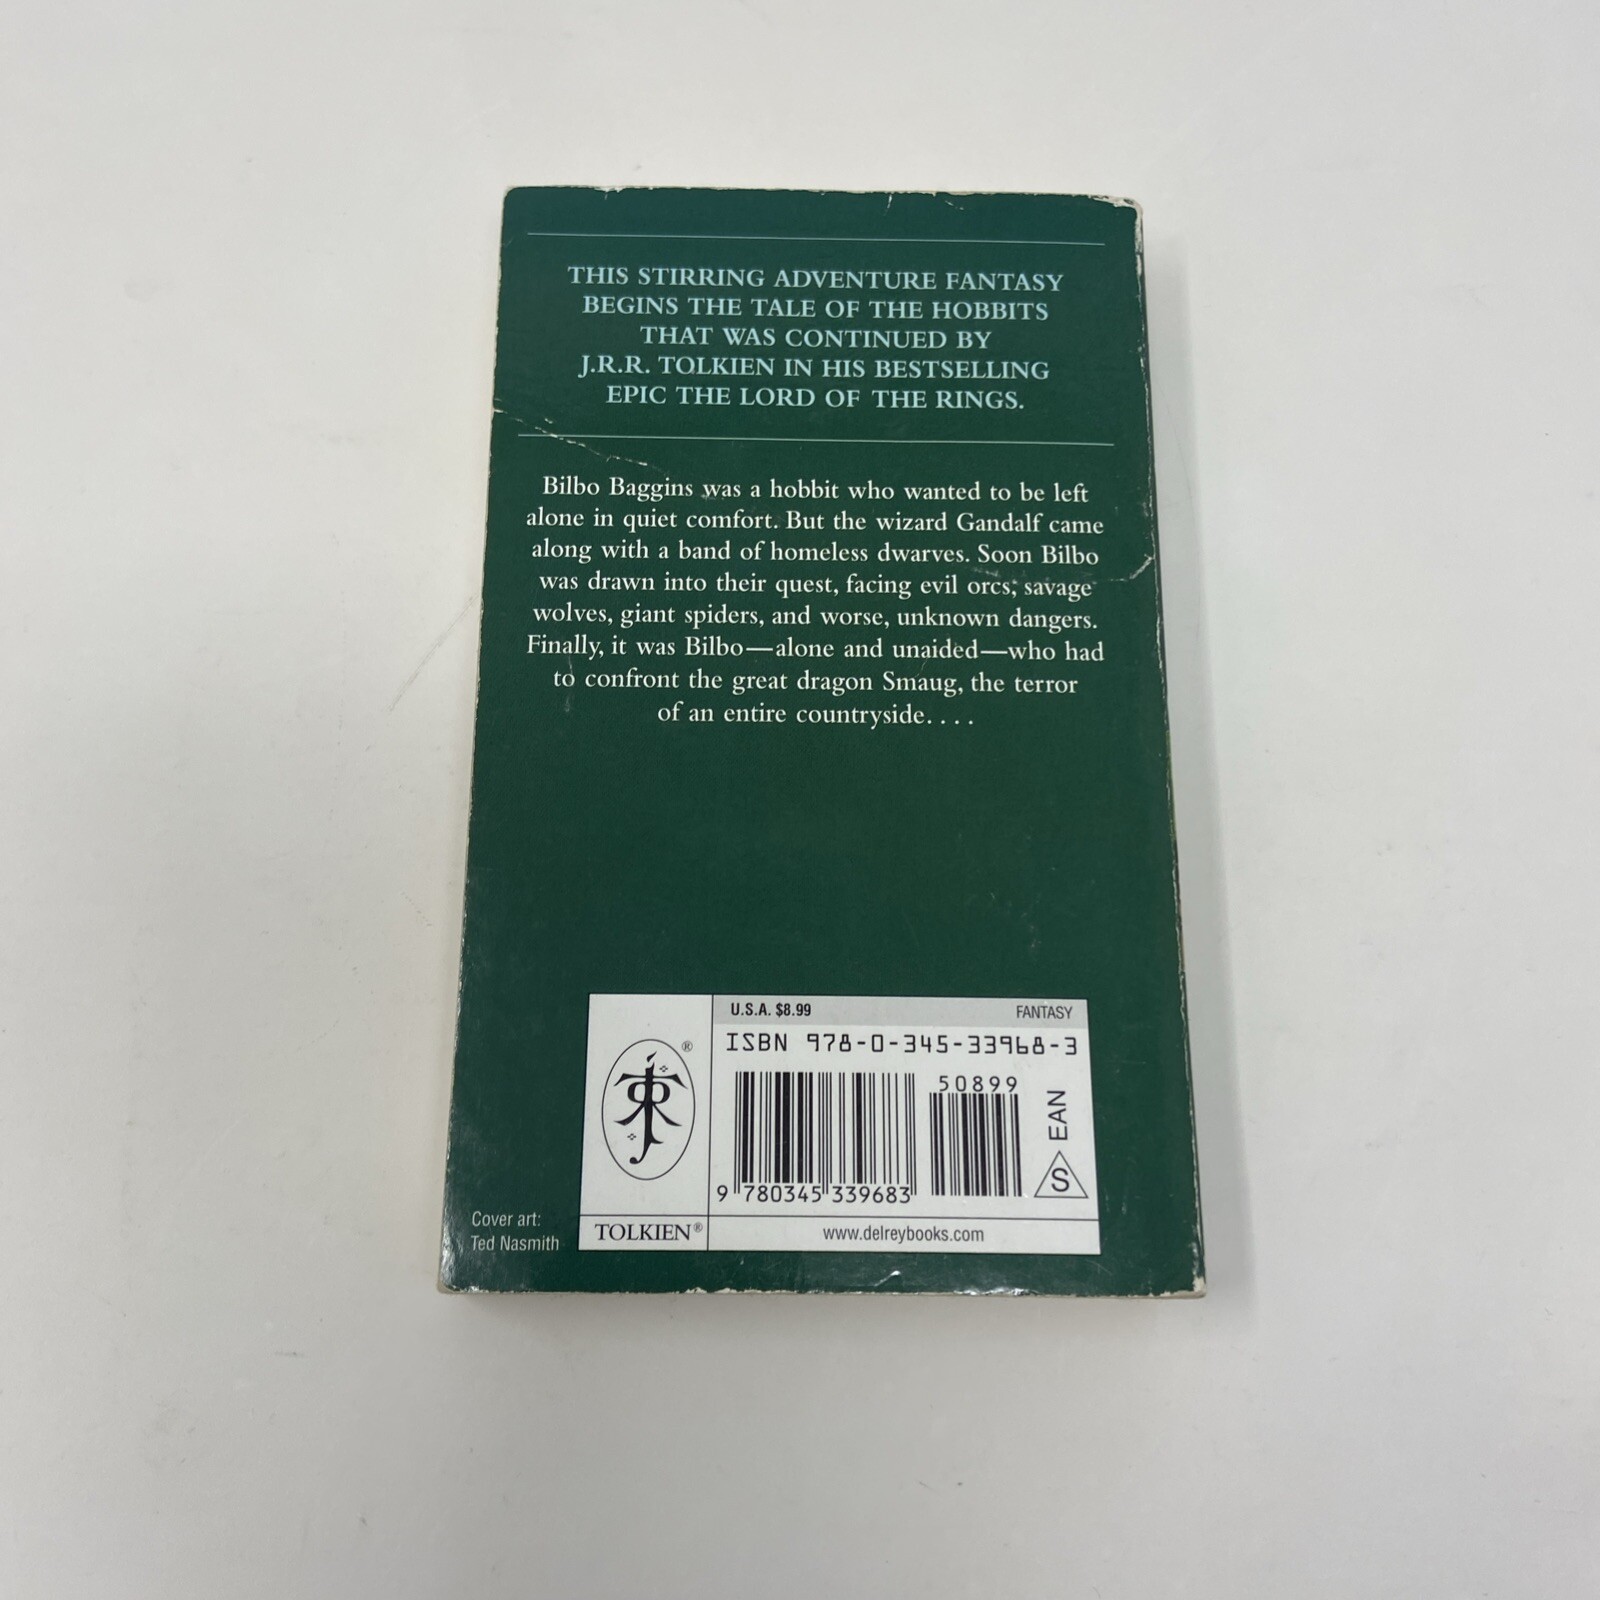 THIS STIRRING ADVENTURE FANTASY
BEGINS THE TALE OF THE HOBBITS
THAT WAS CONTINUED BY
J.R.R. TOLKIEN IN HIS BESTSELLING
EPIC THE LORD OF THE RINGS.
Bilbo Baggins was a hobbit who wanted to be left
alone in quiet comfort. But the wizard Gandalf came
along with a band of homeless dwarves. Soon Bilbo
was drawn into their quest, facing evil orcs, savage
wolves, giant spiders, and worse, unknown dangers.
Finally, it was Bilbo—alone and unaided—who had
to confront the great dragon Smaug, the terror
of an entire countryside. . . .
U.S.A. $8.99 FANTASY
ISBN 978-0-345-33968-3
50899
EAN
S
9 780345 339683
®
TOLKIEN®
www.delreybooks.com
Cover art:
Ted Nasmith